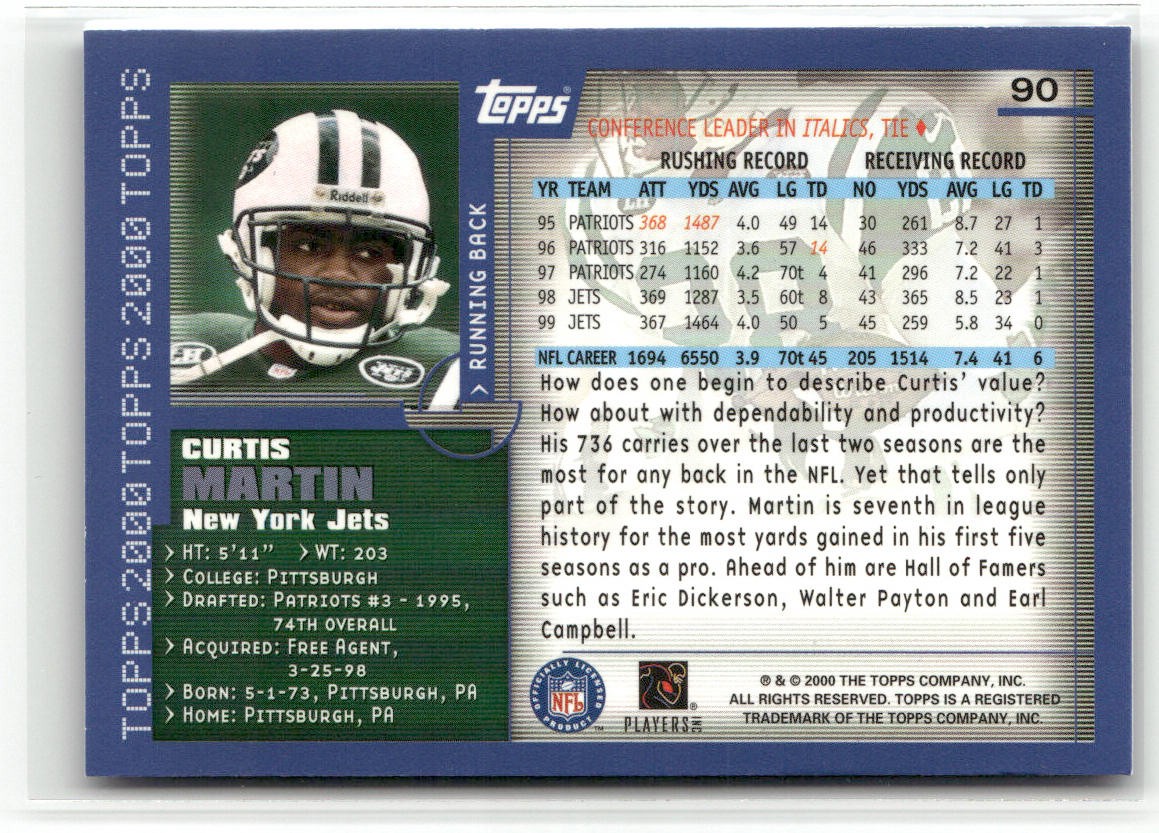 TOPPS2000TOPPS2000TOPPS
Riddell
NFL
JETS
TOPPS®
> RUNNING BACK
CURTIS
MARTIN
New York Jets
> HT: 5'11" > WT: 203
> COLLEGE: PITTSBURGH
> DRAFTED: PATRIOTS #3 - 1995,
74TH OVERALL
> ACQUIRED: FREE AGENT,
3-25-98
> BORN: 5-1-73, PITTSBURGH, PA
> HOME: PITTSBURGH, PA
90
CONFERENCE LEADER IN ITALICS, TIE ♦
RUSHING RECORD RECEIVING RECORD
YR TEAM ATT YDS AVG LG TD NO YDS AVG LG TD
95 PATRIOTS 368 1487 4.0 49 14 30 261 8.7 27 1
96 PATRIOTS 316 1152 3.6 57 14 46 333 7.2 41 3
97 PATRIOTS 274 1160 4.2 70t 4 41 296 7.2 22 1
98 JETS 369 1287 3.5 60t 8 43 365 8.5 23 1
99 JETS 367 1464 4.0 50 5 45 259 5.8 34 0
NFL CAREER 1694 6550 3.9 70t 45 205 1514 7.4 41 6
How does one begin to describe Curtis' value?
How about with dependability and productivity?
His 736 carries over the last two seasons are the
most for any back in the NFL. Yet that tells only
part of the story. Martin is seventh in league
history for the most yards gained in his first five
seasons as a pro. Ahead of him are Hall of Famers
such as Eric Dickerson, Walter Payton and Earl
Campbell.
OFFICIALLY LICENSED
NFL
PRODUCT
™
PLAYERS INC
®
® & © 2000 THE TOPPS COMPANY, INC.
ALL RIGHTS RESERVED. TOPPS IS A REGISTERED
TRADEMARK OF THE TOPPS COMPANY, INC.